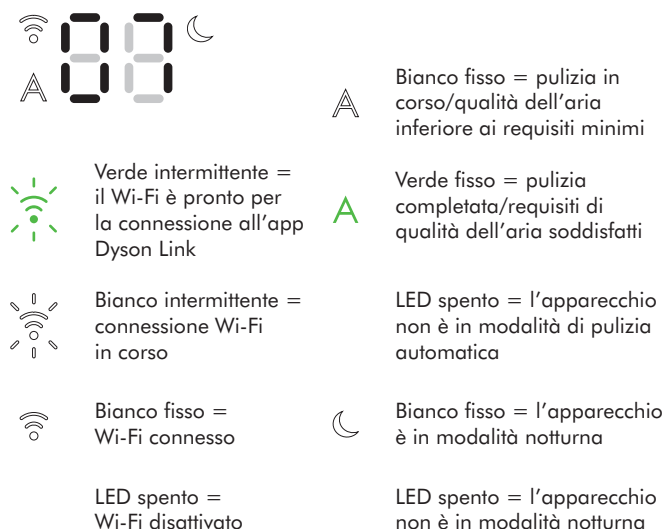 07
A
Bianco fisso = pulizia in
corso/qualità dell'aria
inferiore ai requisiti minimi
Verde intermittente =
il Wi-Fi è pronto per
la connessione all'app
Dyson Link
A
Verde fisso = pulizia
completata/requisiti di
qualità dell'aria soddisfatti
Bianco intermittente =
connessione Wi-Fi
in corso
LED spento = l'apparecchio
non è in modalità di pulizia
automatica
Bianco fisso =
Wi-Fi connesso
Bianco fisso = l'apparecchio
è in modalità notturna
LED spento =
Wi-Fi disattivato
LED spento = l'apparecchio
non è in modalità notturna